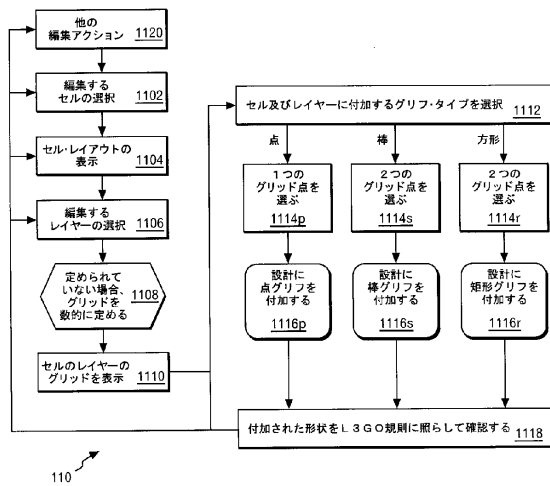 他の
編集アクション
1120
編集する
セルの選択
1102
セル・レイアウトの
表示
1104
編集する
レイヤーの選択
1106
定められて
いない場合、
グリッドを
数的に定める
1108
セルのレイヤーの
グリッドを表示
1110
セル及びレイヤーに付加するグリフ・タイプを選択
1112
点
棒
方形
1つの
グリッド点を
選ぶ
1114p
2つの
グリッド点を
選ぶ
1114s
2つの
グリッド点を
選ぶ
1114r
設計に
点グリフを
付加する
1116p
設計に
棒グリフを
付加する
1116s
設計に
矩形グリフを
付加する
1116r
付加された形状をL3GO規則に照らして確認する
1118
110